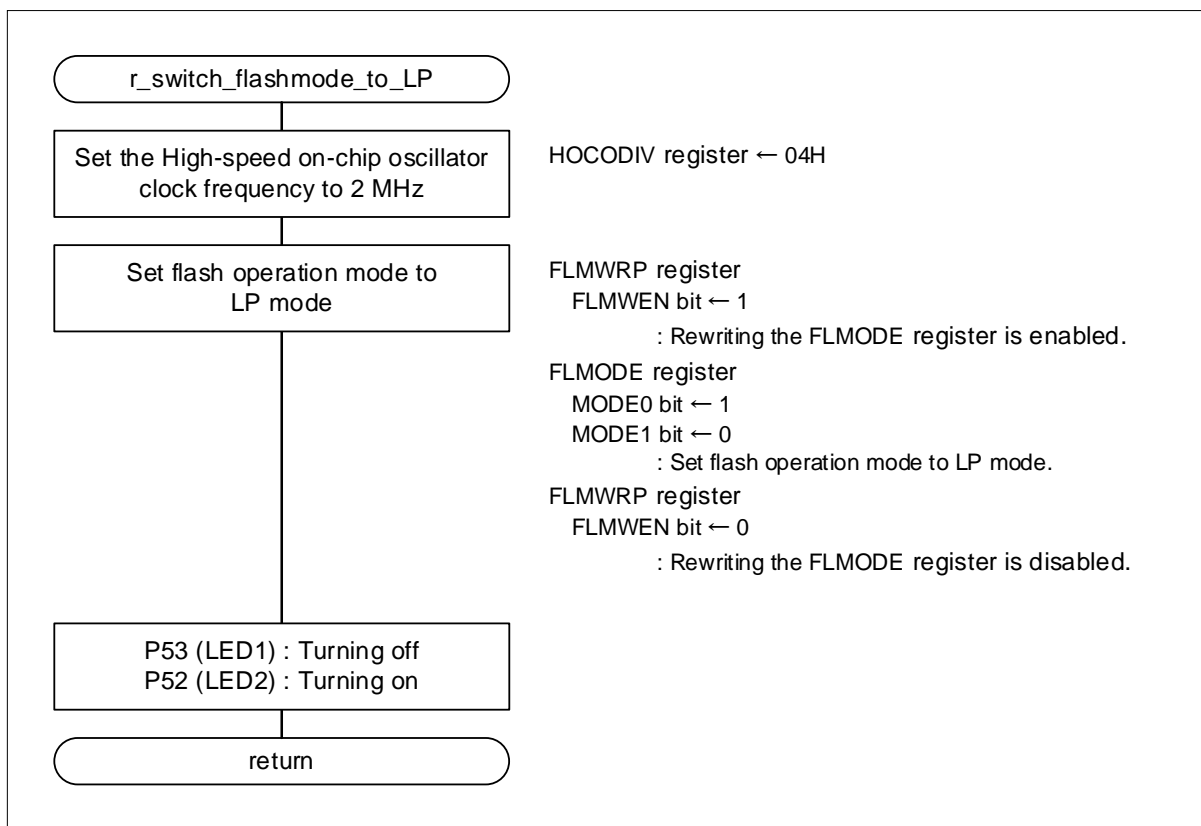 r_switch_flashmode_to_LP
Set the High-speed on-chip oscillator
clock frequency to 2 MHz
HOCODIV register ← 04H
Set flash operation mode to
LP mode
FLMWRP register
FLMWEN bit ← 1
: Rewriting the FLMODE register is enabled.
FLMODE register
MODE0 bit ← 1
MODE1 bit ← 0
: Set flash operation mode to LP mode.
FLMWRP register
FLMWEN bit ← 0
: Rewriting the FLMODE register is disabled.
P53 (LED1) : Turning off
P52 (LED2) : Turning on
return